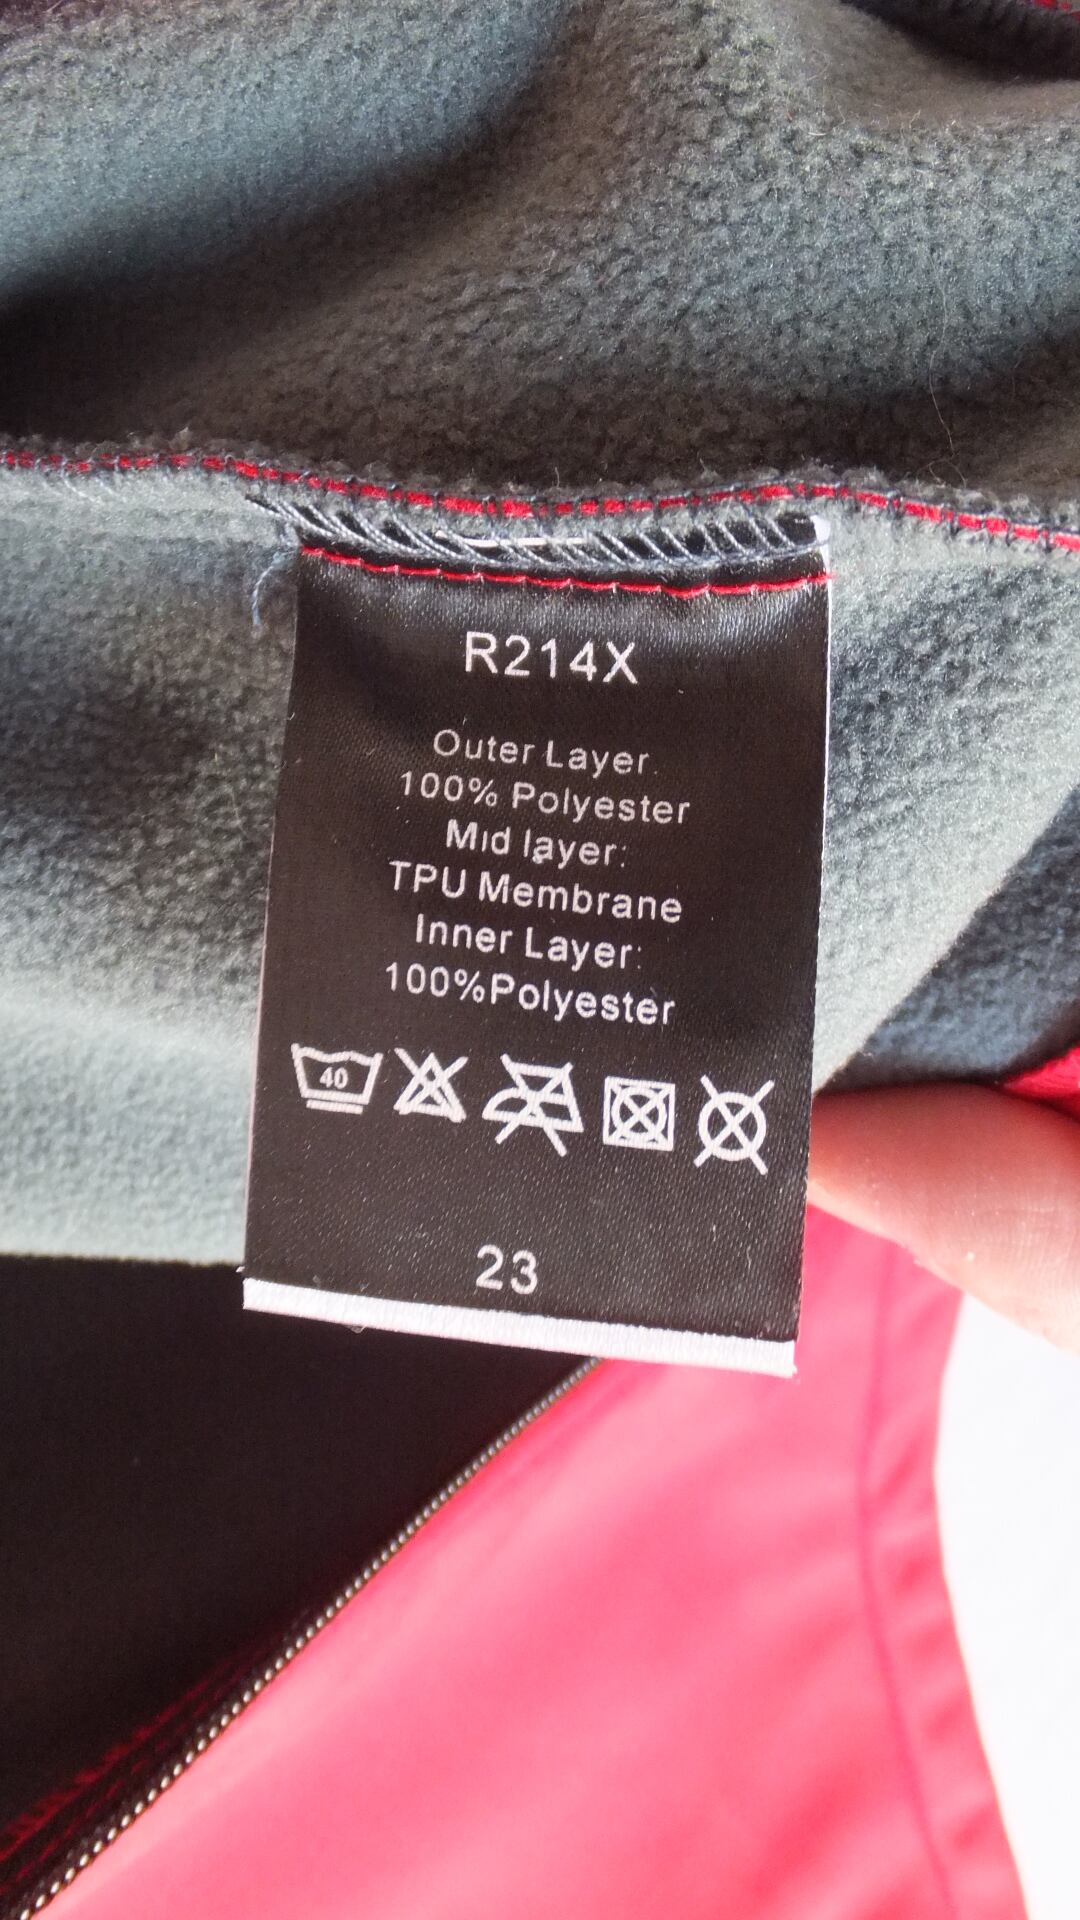 R214X
Outer Layer:
100% Polyester
Mid layer:
TPU Membrane
Inner Layer:
100%Polyester
40
23